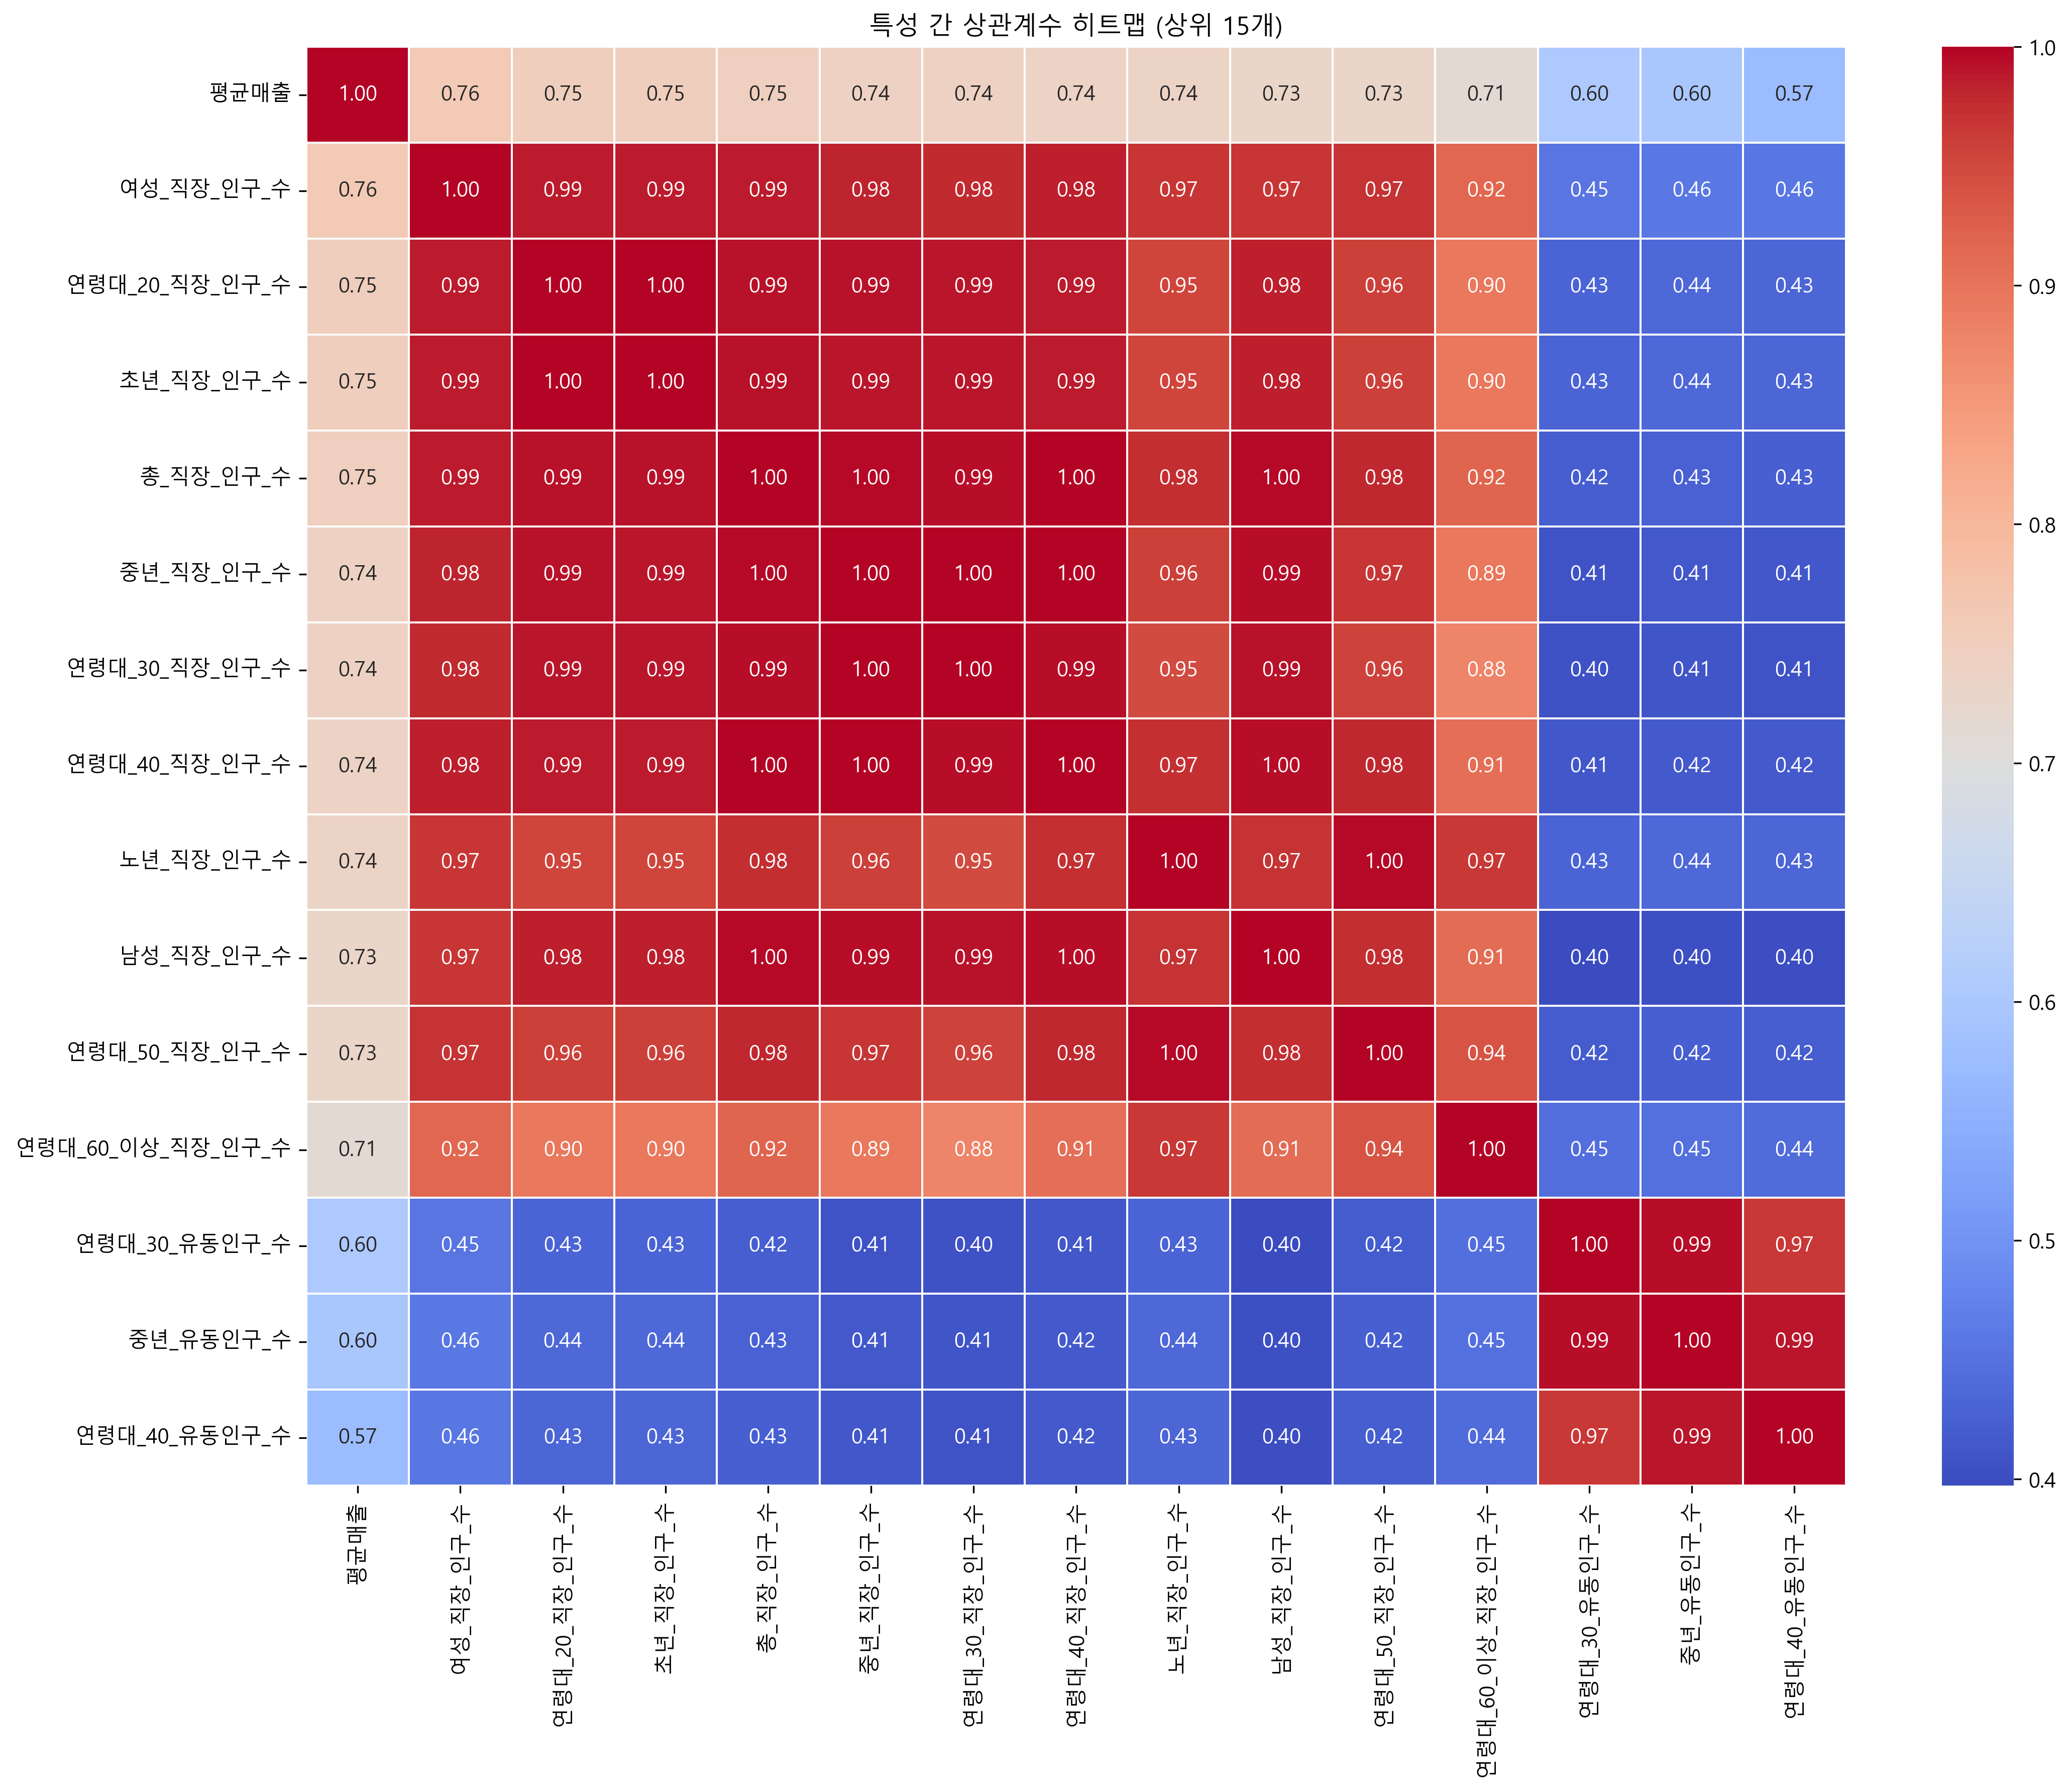 특성 간 상관계수 히트맵 (상위 15개)
평균매출 1.00 0.76 0.75 0.75 0.75 0.74 0.74 0.74 0.74 0.73 0.73 0.71 0.60 0.60 0.57
여성_직장_인구_수 0.76 1.00 0.99 0.99 0.99 0.98 0.98 0.98 0.97 0.97 0.97 0.92 0.45 0.46 0.46
연령대_20_직장_인구_수 0.75 0.99 1.00 1.00 0.99 0.99 0.99 0.99 0.95 0.98 0.96 0.90 0.43 0.44 0.43
초년_직장_인구_수 0.75 0.99 1.00 1.00 0.99 0.99 0.99 0.99 0.95 0.98 0.96 0.90 0.43 0.44 0.43
총_직장_인구_수 0.75 0.99 0.99 0.99 1.00 1.00 0.99 1.00 0.98 1.00 0.98 0.92 0.42 0.43 0.43
중년_직장_인구_수 0.74 0.98 0.99 0.99 1.00 1.00 1.00 1.00 0.96 0.99 0.97 0.89 0.41 0.41 0.41
연령대_30_직장_인구_수 0.74 0.98 0.99 0.99 0.99 1.00 1.00 0.99 0.95 0.99 0.96 0.88 0.40 0.41 0.41
연령대_40_직장_인구_수 0.74 0.98 0.99 0.99 1.00 1.00 0.99 1.00 0.97 1.00 0.98 0.91 0.41 0.42 0.42
노년_직장_인구_수 0.74 0.97 0.95 0.95 0.98 0.96 0.95 0.97 1.00 0.97 1.00 0.97 0.43 0.44 0.43
남성_직장_인구_수 0.73 0.97 0.98 0.98 1.00 0.99 0.99 1.00 0.97 1.00 0.98 0.91 0.40 0.40 0.40
연령대_50_직장_인구_수 0.73 0.97 0.96 0.96 0.98 0.97 0.96 0.98 1.00 0.98 1.00 0.94 0.42 0.42 0.42
연령대_60_이상_직장_인구_수 0.71 0.92 0.90 0.90 0.92 0.89 0.88 0.91 0.97 0.91 0.94 1.00 0.45 0.45 0.44
연령대_30_유동인구_수 0.60 0.45 0.43 0.43 0.42 0.41 0.40 0.41 0.43 0.40 0.42 0.45 1.00 0.99 0.97
중년_유동인구_수 0.60 0.46 0.44 0.44 0.43 0.41 0.41 0.42 0.44 0.40 0.42 0.45 0.99 1.00 0.99
연령대_40_유동인구_수 0.57 0.46 0.43 0.43 0.43 0.41 0.41 0.42 0.43 0.40 0.42 0.44 0.97 0.99 1.00
평균매출
여성_직장_인구_수
연령대_20_직장_인구_수
초년_직장_인구_수
총_직장_인구_수
중년_직장_인구_수
연령대_30_직장_인구_수
연령대_40_직장_인구_수
노년_직장_인구_수
남성_직장_인구_수
연령대_50_직장_인구_수
연령대_60_이상_직장_인구_수
연령대_30_유동인구_수
중년_유동인구_수
연령대_40_유동인구_수
1.0
0.9
0.8
0.7
0.6
0.5
0.4